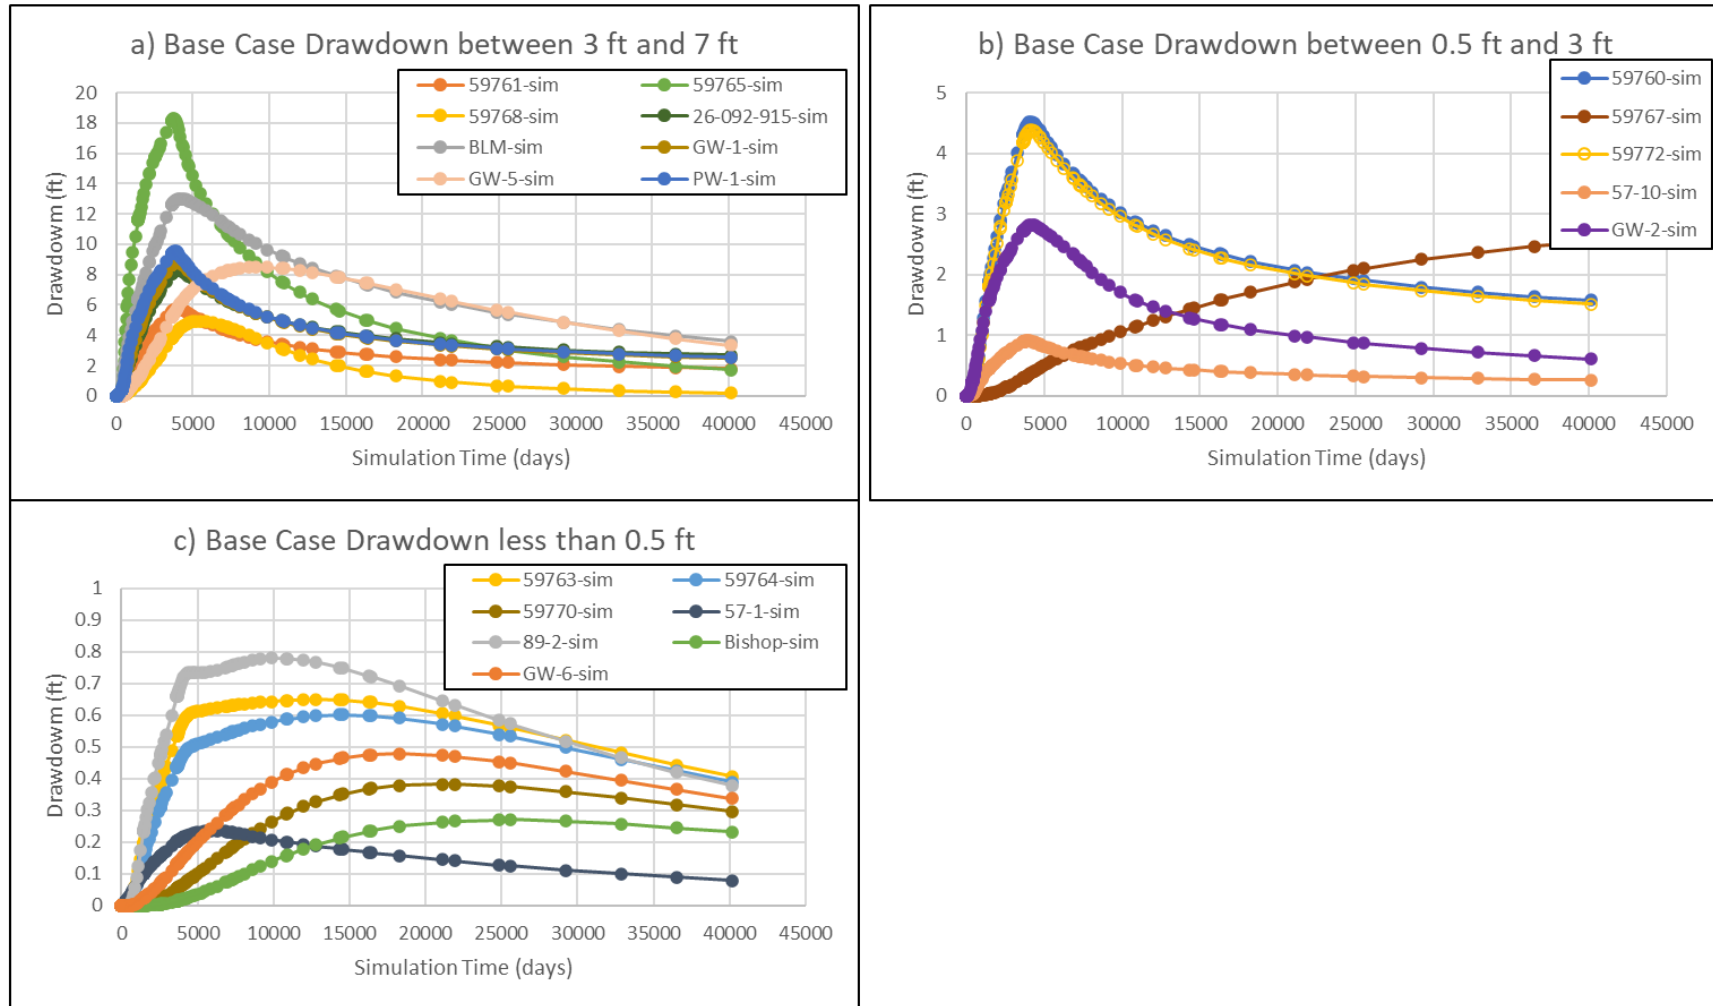 a) Base Case Drawdown between 3 ft and 7 ft
59761-sim 59765-sim
59768-sim 26-092-915-sim
BLM-sim GW-1-sim
GW-5-sim PW-1-sim
Drawdowm (ft)
20
18
16
14
12
10
8
6
4
2
0
0 5000 10000 15000 20000 25000 30000 35000 40000 45000
Simulation Time (days)
b) Base Case Drawdown between 0.5 ft and 3 ft
59760-sim
59767-sim
59772-sim
57-10-sim
GW-2-sim
Drawdowm (ft)
5
4
3
2
1
0
0 5000 10000 15000 20000 25000 30000 35000 40000 45000
Simulation Time (days)
c) Base Case Drawdown less than 0.5 ft
59763-sim 59764-sim
59770-sim 57-1-sim
89-2-sim Bishop-sim
GW-6-sim
Drawdowm (ft)
1
0.9
0.8
0.7
0.6
0.5
0.4
0.3
0.2
0.1
0
0 5000 10000 15000 20000 25000 30000 35000 40000 45000
Simulation Time (days)